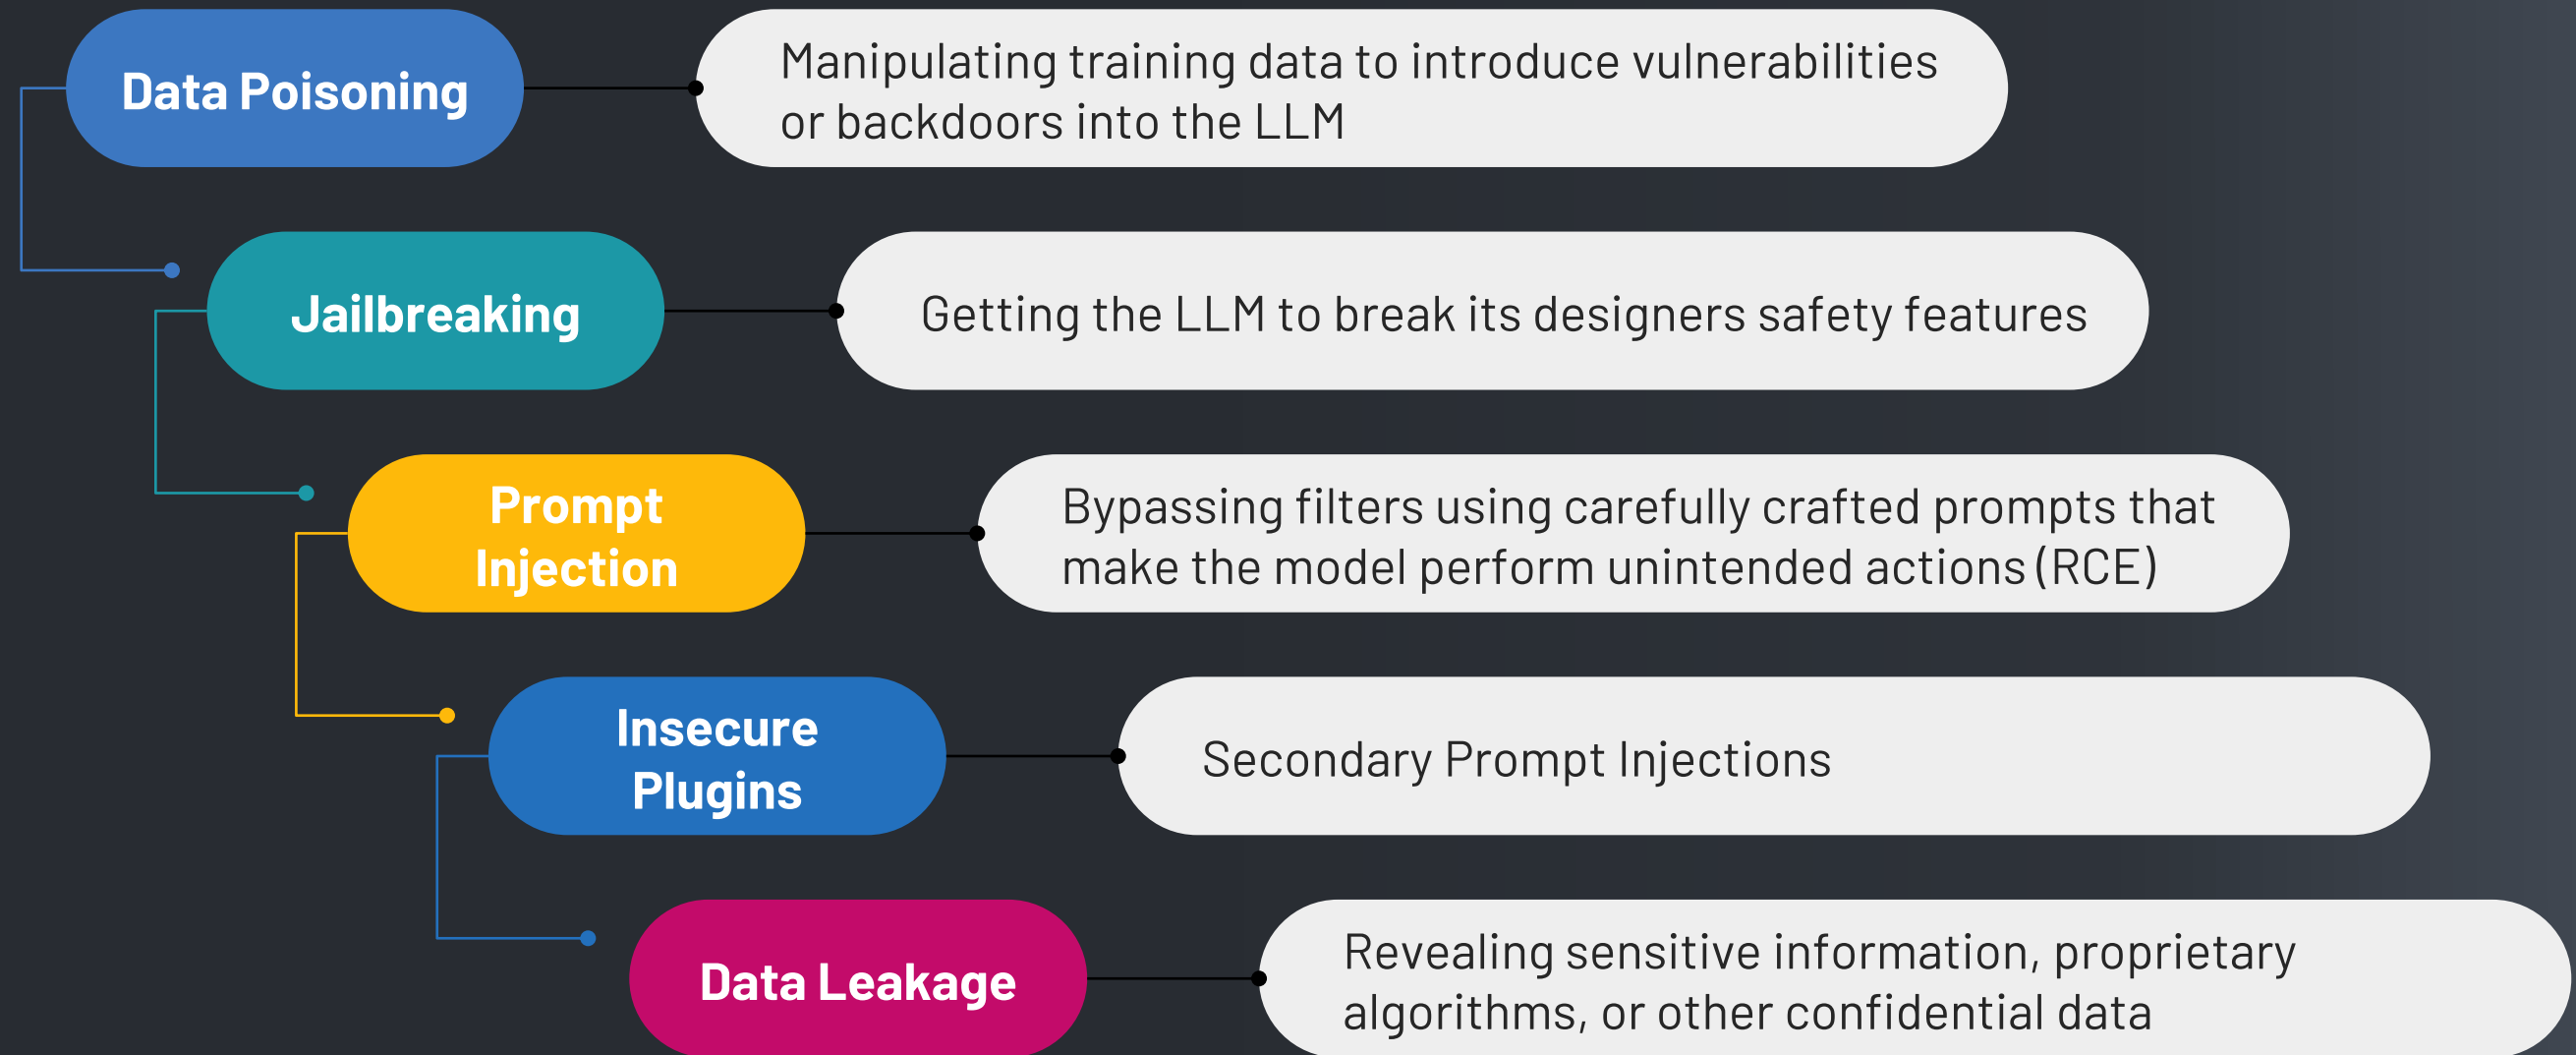 Data Poisoning
Manipulating training data to introduce vulnerabilities
or backdoors into the LLM
Jailbreaking
Getting the LLM to break its designers safety features
Prompt
Injection
Bypassing filters using carefully crafted prompts that
make the model perform unintended actions (RCE)
Insecure
Plugins
Secondary Prompt Injections
Data Leakage
Revealing sensitive information, proprietary
algorithms, or other confidential data